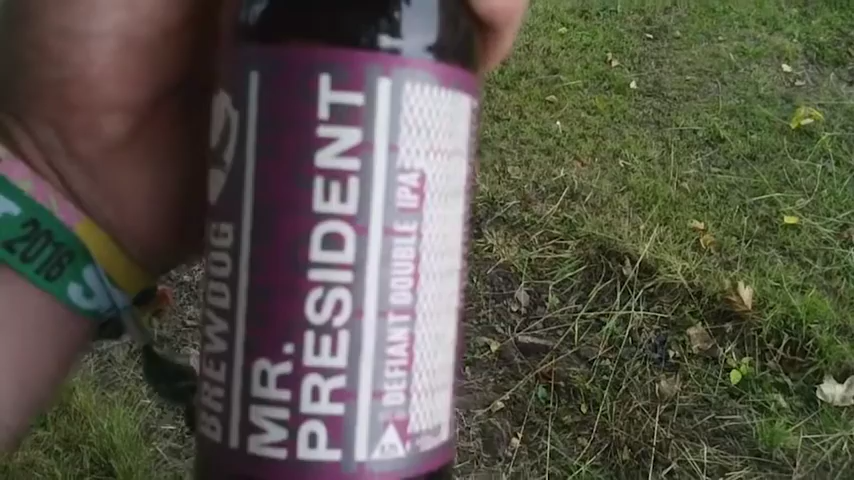 BREWDOG
MR.
PRESIDENT
DEFIANT DOUBLE IPA
2018